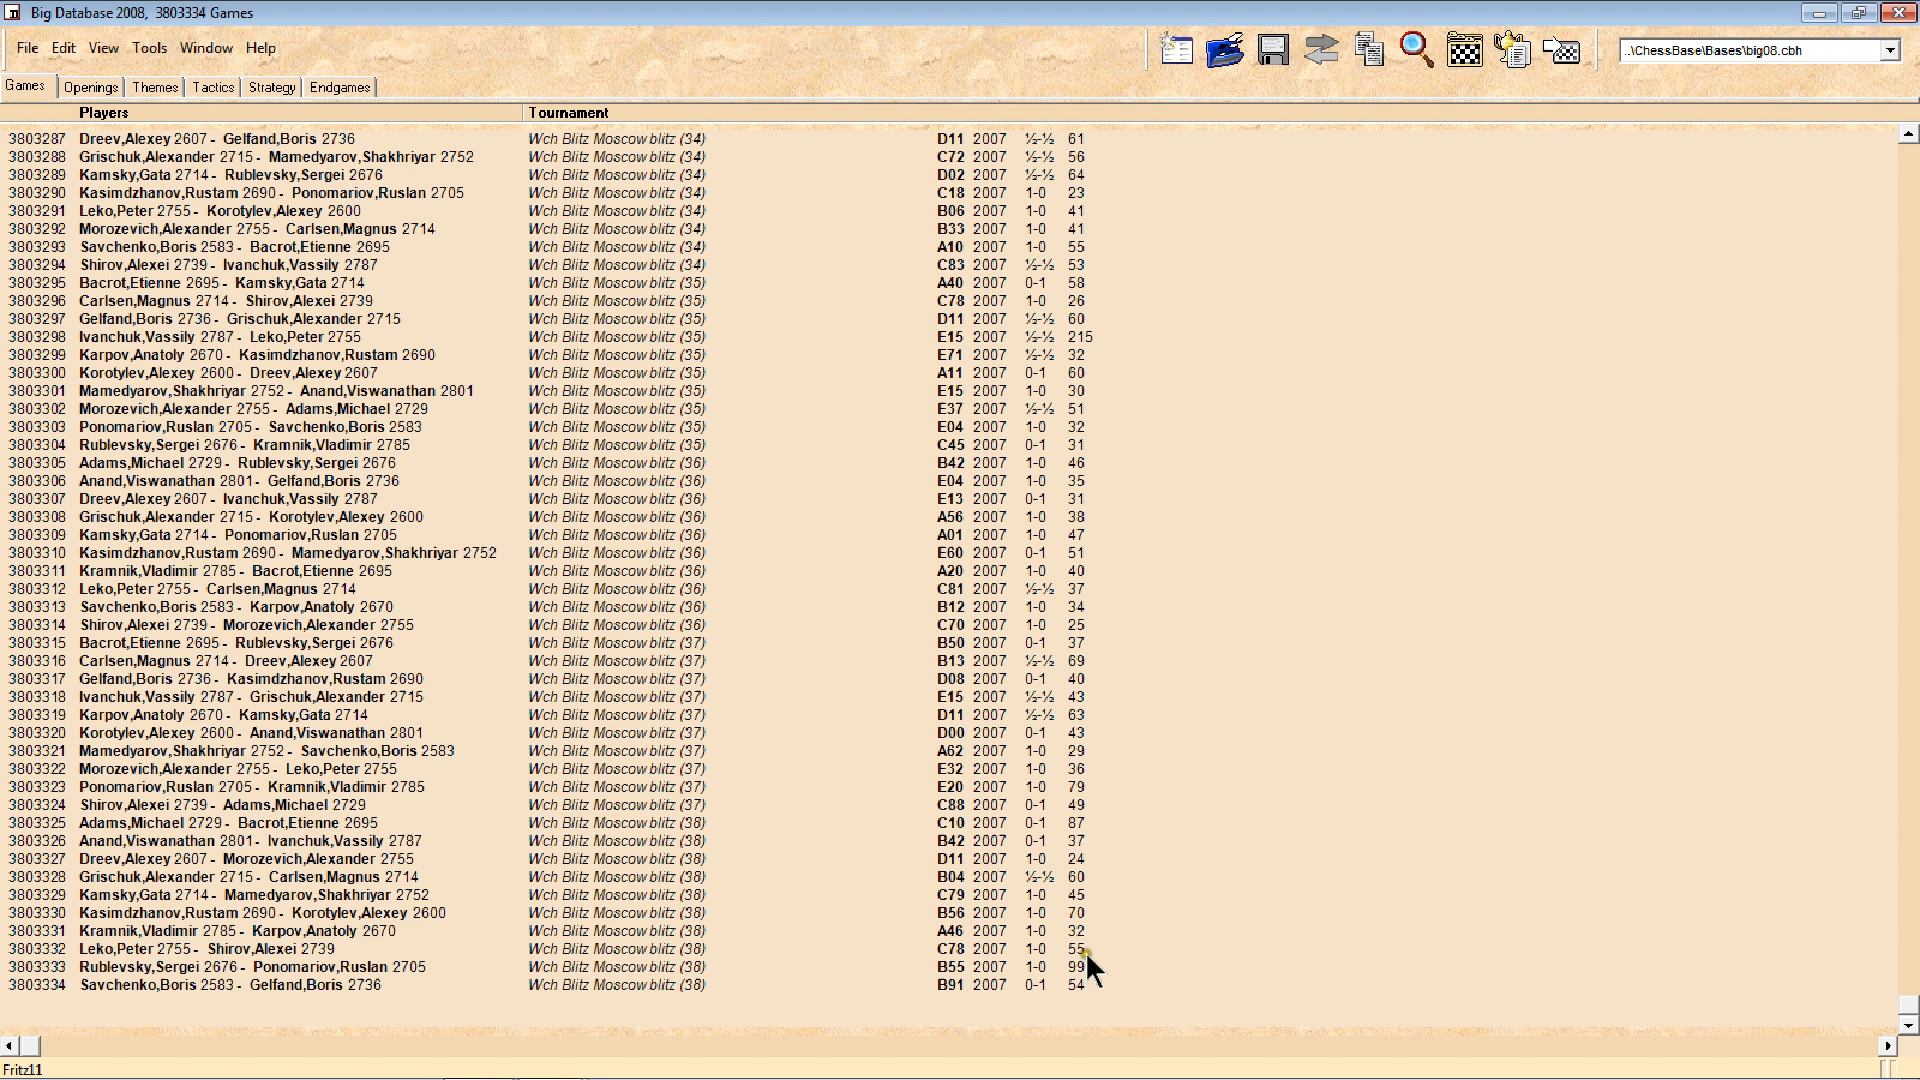 Big Database 2008, 3803334 Games
File Edit View Tools Window Help
..\ChessBase\Bases\big08.cbh
Games Openings Themes Tactics Strategy Endgames
Players Tournament
3803287 Dreev,Alexey 2607 - Gelfand,Boris 2736 Wch Blitz Moscow blitz (34) D11 2007 ½-½ 61
3803288 Grischuk,Alexander 2715 - Mamedyarov,Shakhriyar 2752 Wch Blitz Moscow blitz (34) C72 2007 ½-½ 56
3803289 Kamsky,Gata 2714 - Rublevsky,Sergei 2676 Wch Blitz Moscow blitz (34) D02 2007 ½-½ 64
3803290 Kasimdzhanov,Rustam 2690 - Ponomariov,Ruslan 2705 Wch Blitz Moscow blitz (34) C18 2007 1-0 23
3803291 Leko,Peter 2755 - Korotylev,Alexey 2600 Wch Blitz Moscow blitz (34) B06 2007 1-0 41
3803292 Morozevich,Alexander 2755 - Carlsen,Magnus 2714 Wch Blitz Moscow blitz (34) B33 2007 1-0 41
3803293 Savchenko,Boris 2583 - Bacrot,Etienne 2695 Wch Blitz Moscow blitz (34) A10 2007 1-0 55
3803294 Shirov,Alexei 2739 - Ivanchuk,Vassily 2787 Wch Blitz Moscow blitz (34) C83 2007 ½-½ 53
3803295 Bacrot,Etienne 2695 - Kamsky,Gata 2714 Wch Blitz Moscow blitz (35) A40 2007 0-1 58
3803296 Carlsen,Magnus 2714 - Shirov,Alexei 2739 Wch Blitz Moscow blitz (35) C78 2007 1-0 26
3803297 Gelfand,Boris 2736 - Grischuk,Alexander 2715 Wch Blitz Moscow blitz (35) D11 2007 ½-½ 60
3803298 Ivanchuk,Vassily 2787 - Leko,Peter 2755 Wch Blitz Moscow blitz (35) E15 2007 ½-½ 215
3803299 Karpov,Anatoly 2670 - Kasimdzhanov,Rustam 2690 Wch Blitz Moscow blitz (35) E71 2007 ½-½ 32
3803300 Korotylev,Alexey 2600 - Dreev,Alexey 2607 Wch Blitz Moscow blitz (35) A11 2007 0-1 60
3803301 Mamedyarov,Shakhriyar 2752 - Anand,Viswanathan 2801 Wch Blitz Moscow blitz (35) E15 2007 1-0 30
3803302 Morozevich,Alexander 2755 - Adams,Michael 2729 Wch Blitz Moscow blitz (35) E37 2007 ½-½ 51
3803303 Ponomariov,Ruslan 2705 - Savchenko,Boris 2583 Wch Blitz Moscow blitz (35) E04 2007 1-0 32
3803304 Rublevsky,Sergei 2676 - Kramnik,Vladimir 2785 Wch Blitz Moscow blitz (35) C45 2007 0-1 31
3803305 Adams,Michael 2729 - Rublevsky,Sergei 2676 Wch Blitz Moscow blitz (36) B42 2007 1-0 46
3803306 Anand,Viswanathan 2801 - Gelfand,Boris 2736 Wch Blitz Moscow blitz (36) E04 2007 1-0 35
3803307 Dreev,Alexey 2607 - Ivanchuk,Vassily 2787 Wch Blitz Moscow blitz (36) E13 2007 0-1 31
3803308 Grischuk,Alexander 2715 - Korotylev,Alexey 2600 Wch Blitz Moscow blitz (36) A56 2007 1-0 38
3803309 Kamsky,Gata 2714 - Ponomariov,Ruslan 2705 Wch Blitz Moscow blitz (36) A01 2007 1-0 47
3803310 Kasimdzhanov,Rustam 2690 - Mamedyarov,Shakhriyar 2752 Wch Blitz Moscow blitz (36) E60 2007 0-1 51
3803311 Kramnik,Vladimir 2785 - Bacrot,Etienne 2695 Wch Blitz Moscow blitz (36) A20 2007 1-0 40
3803312 Leko,Peter 2755 - Carlsen,Magnus 2714 Wch Blitz Moscow blitz (36) C81 2007 ½-½ 37
3803313 Savchenko,Boris 2583 - Karpov,Anatoly 2670 Wch Blitz Moscow blitz (36) B12 2007 1-0 34
3803314 Shirov,Alexei 2739 - Morozevich,Alexander 2755 Wch Blitz Moscow blitz (36) C70 2007 1-0 25
3803315 Bacrot,Etienne 2695 - Rublevsky,Sergei 2676 Wch Blitz Moscow blitz (37) B50 2007 0-1 37
3803316 Carlsen,Magnus 2714 - Dreev,Alexey 2607 Wch Blitz Moscow blitz (37) B13 2007 ½-½ 69
3803317 Gelfand,Boris 2736 - Kasimdzhanov,Rustam 2690 Wch Blitz Moscow blitz (37) D08 2007 0-1 40
3803318 Ivanchuk,Vassily 2787 - Grischuk,Alexander 2715 Wch Blitz Moscow blitz (37) E15 2007 ½-½ 43
3803319 Karpov,Anatoly 2670 - Kamsky,Gata 2714 Wch Blitz Moscow blitz (37) D11 2007 ½-½ 63
3803320 Korotylev,Alexey 2600 - Anand,Viswanathan 2801 Wch Blitz Moscow blitz (37) D00 2007 0-1 43
3803321 Mamedyarov,Shakhriyar 2752 - Savchenko,Boris 2583 Wch Blitz Moscow blitz (37) A62 2007 1-0 29
3803322 Morozevich,Alexander 2755 - Leko,Peter 2755 Wch Blitz Moscow blitz (37) E32 2007 1-0 36
3803323 Ponomariov,Ruslan 2705 - Kramnik,Vladimir 2785 Wch Blitz Moscow blitz (37) E20 2007 1-0 79
3803324 Shirov,Alexei 2739 - Adams,Michael 2729 Wch Blitz Moscow blitz (37) C88 2007 0-1 49
3803325 Adams,Michael 2729 - Bacrot,Etienne 2695 Wch Blitz Moscow blitz (38) C10 2007 0-1 87
3803326 Anand,Viswanathan 2801 - Ivanchuk,Vassily 2787 Wch Blitz Moscow blitz (38) B42 2007 0-1 37
3803327 Dreev,Alexey 2607 - Morozevich,Alexander 2755 Wch Blitz Moscow blitz (38) D11 2007 1-0 24
3803328 Grischuk,Alexander 2715 - Carlsen,Magnus 2714 Wch Blitz Moscow blitz (38) B04 2007 ½-½ 60
3803329 Kamsky,Gata 2714 - Mamedyarov,Shakhriyar 2752 Wch Blitz Moscow blitz (38) C79 2007 1-0 45
3803330 Kasimdzhanov,Rustam 2690 - Korotylev,Alexey 2600 Wch Blitz Moscow blitz (38) B56 2007 1-0 70
3803331 Kramnik,Vladimir 2785 - Karpov,Anatoly 2670 Wch Blitz Moscow blitz (38) A46 2007 1-0 32
3803332 Leko,Peter 2755 - Shirov,Alexei 2739 Wch Blitz Moscow blitz (38) C78 2007 1-0 55
3803333 Rublevsky,Sergei 2676 - Ponomariov,Ruslan 2705 Wch Blitz Moscow blitz (38) B55 2007 1-0 99
3803334 Savchenko,Boris 2583 - Gelfand,Boris 2736 Wch Blitz Moscow blitz (38) B91 2007 0-1 54
Fritz11